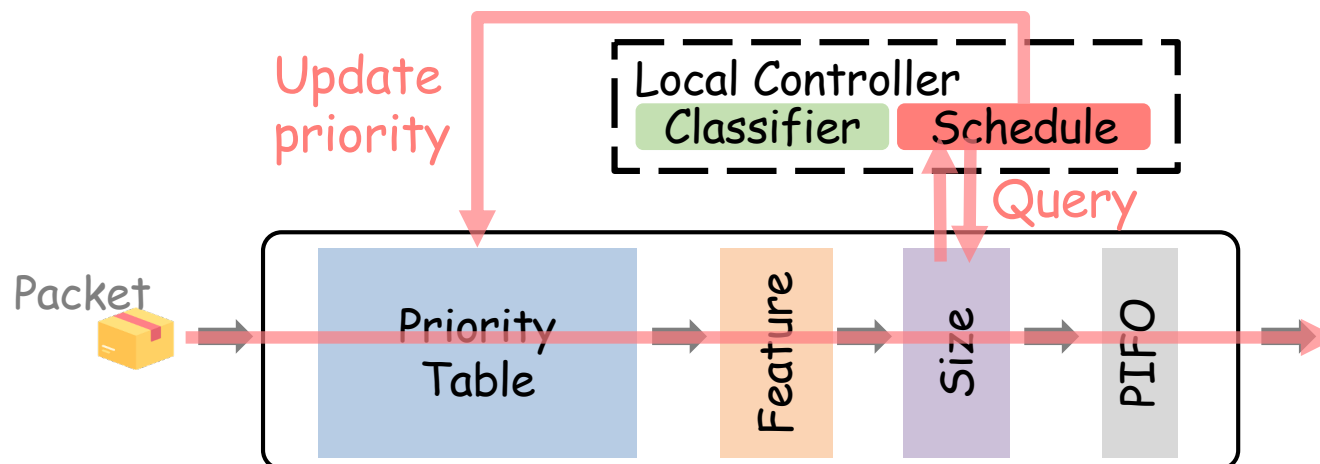 Update
priority
Local Controller
Classifier
Schedule
Query
Packet
Priority
Table
Feature
Size
PIFO